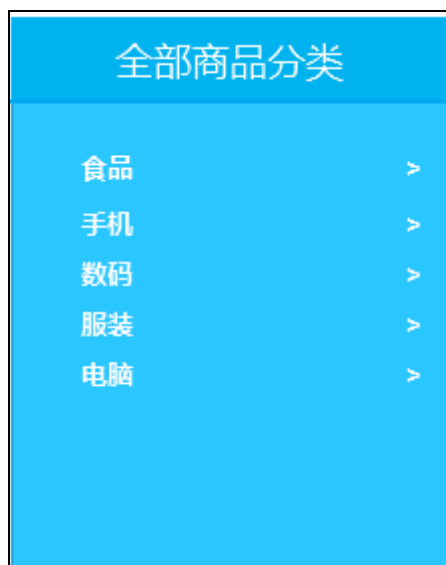 全部商品分类
食品 >
手机 >
数码 >
服装 >
电脑 >